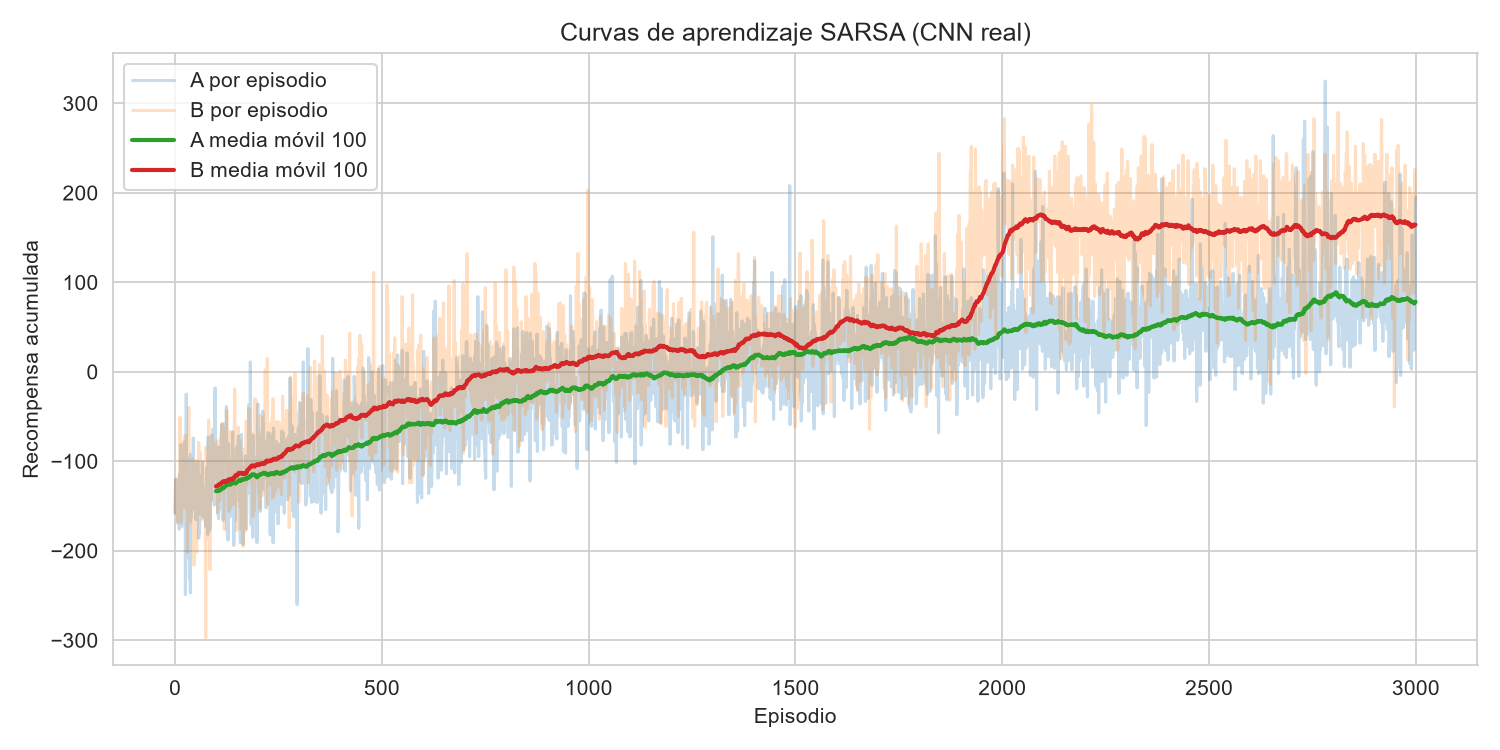 Curvas de aprendizaje SARSA (CNN real)
A por episodio
B por episodio
A media móvil 100
B media móvil 100
Recompensa acumulada
300
200
100
0
−100
−200
−300
0 500 1000 1500 2000 2500 3000
Episodio